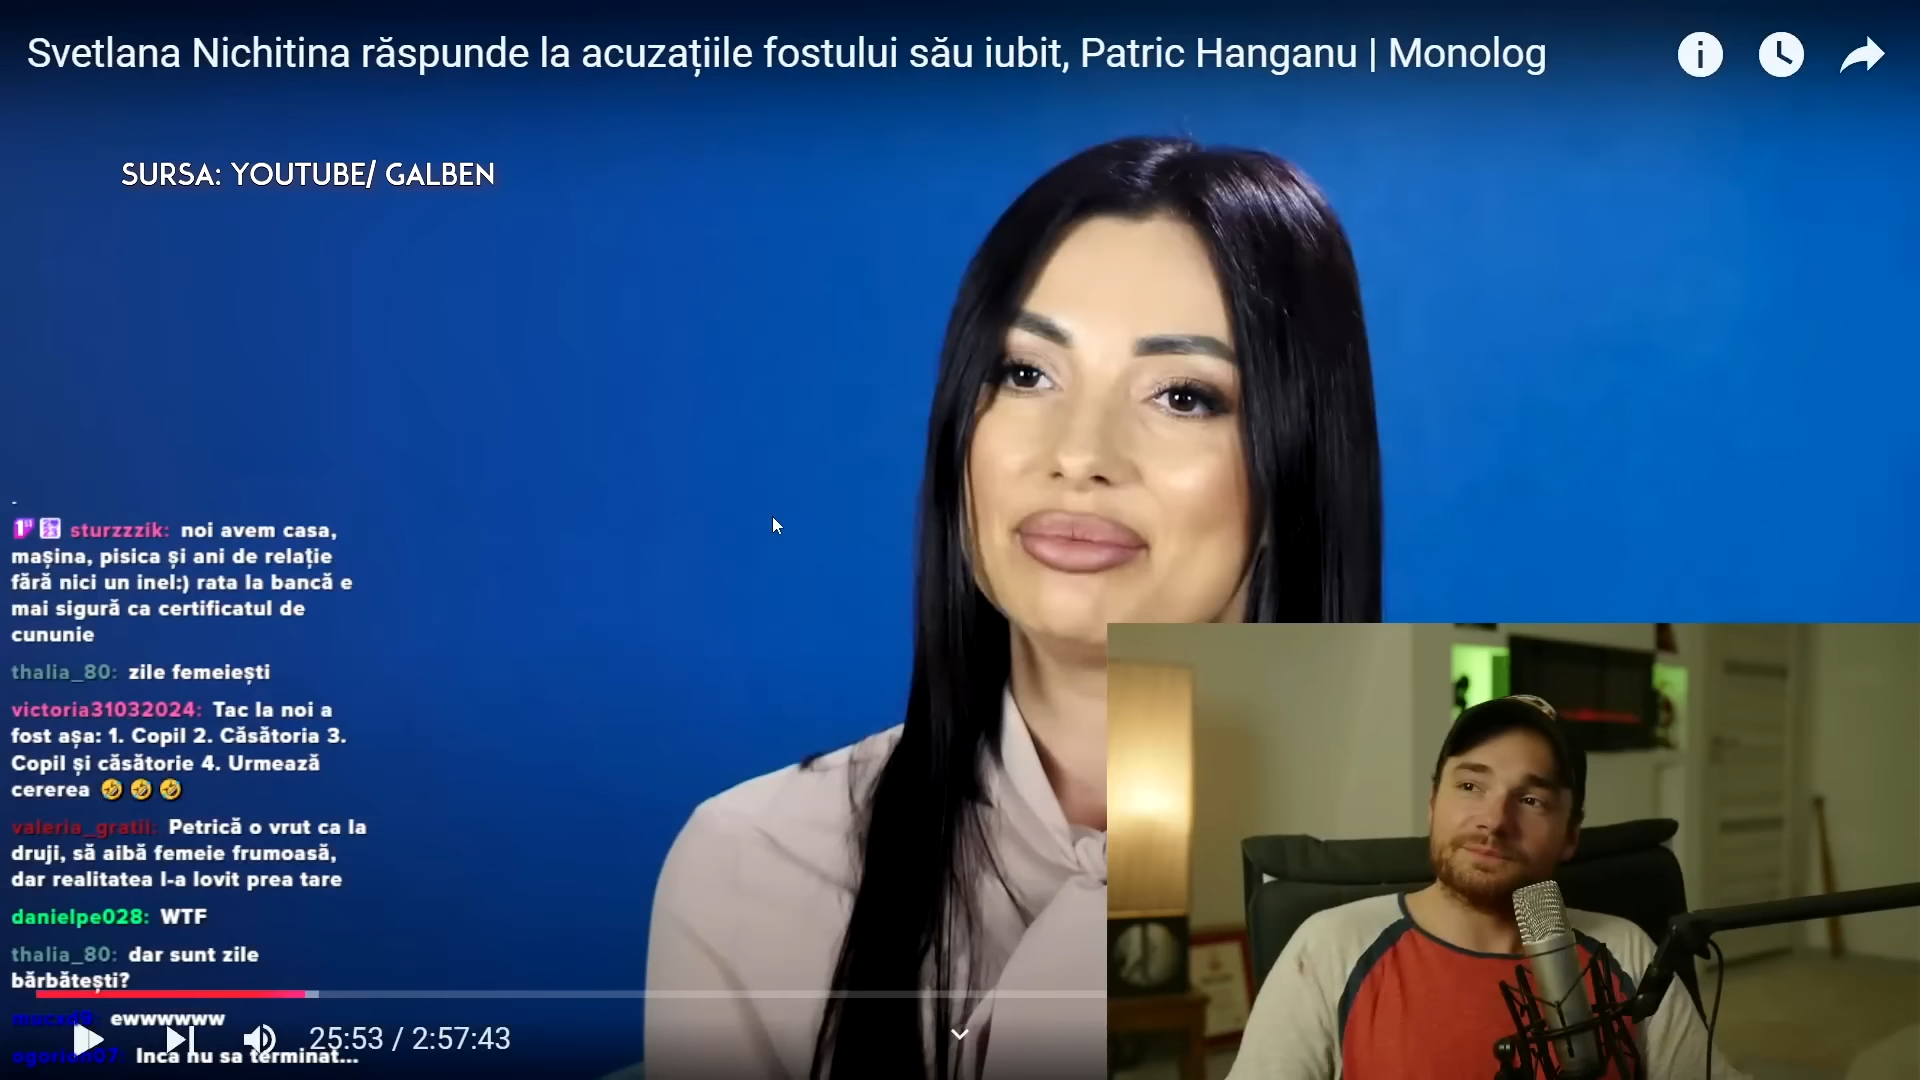 Svetlana Nichitina răspunde la acuzațiile fostului său iubit, Patric Hanganu | Monolog
SURSA: YOUTUBE/ GALBEN
sturzzzik: noi avem casa,
mașina, pisica și ani de relație
fără nici un inel:) rata la bancă e
mai sigură ca certificatul de
cununie
thalia_80: zile femeiești
victoria31032024: Tac la noi a
fost așa: 1. Copil 2. Căsătoria 3.
Copil și căsătorie 4. Urmează
cererea 🤣 🤣 🤣
valeria_gratii: Petrică o vrut ca la
druji, să aibă femeie frumoasă,
dar realitatea l-a lovit prea tare
danielpe028: WTF
thalia_80: dar sunt zile
bărbătești?
ewwwwww
Inca nu sa terminat...
25:53 / 2:57:43